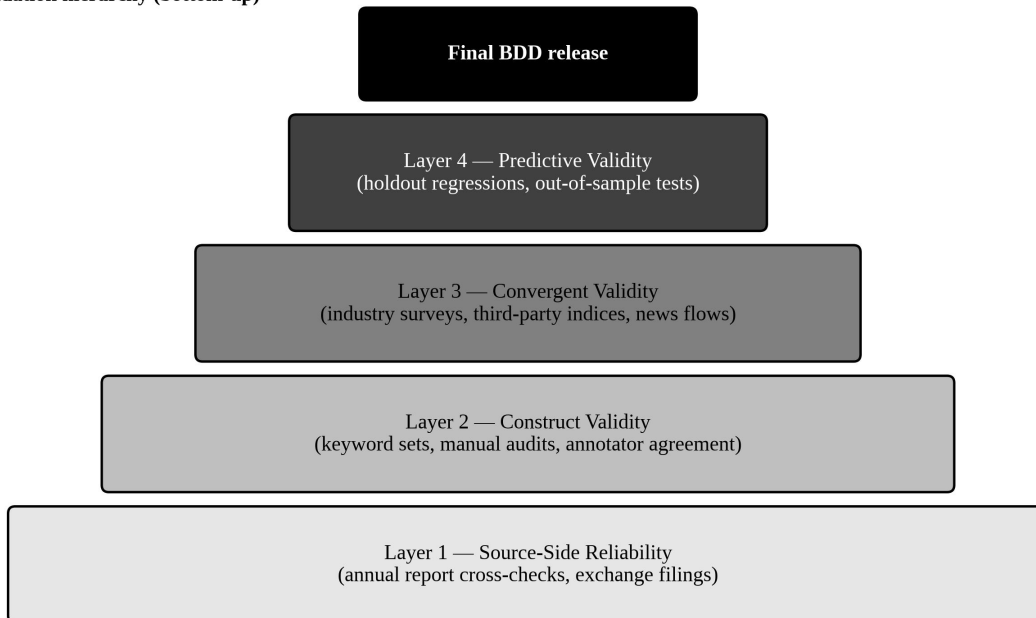 hierarchy (bottom-up)
Final BDD release
Layer 4 — Predictive Validity
(holdout regressions, out-of-sample tests)
Layer 3 — Convergent Validity
(industry surveys, third-party indices, news flows)
Layer 2 — Construct Validity
(keyword sets, manual audits, annotator agreement)
Layer 1 — Source-Side Reliability
(annual report cross-checks, exchange filings)